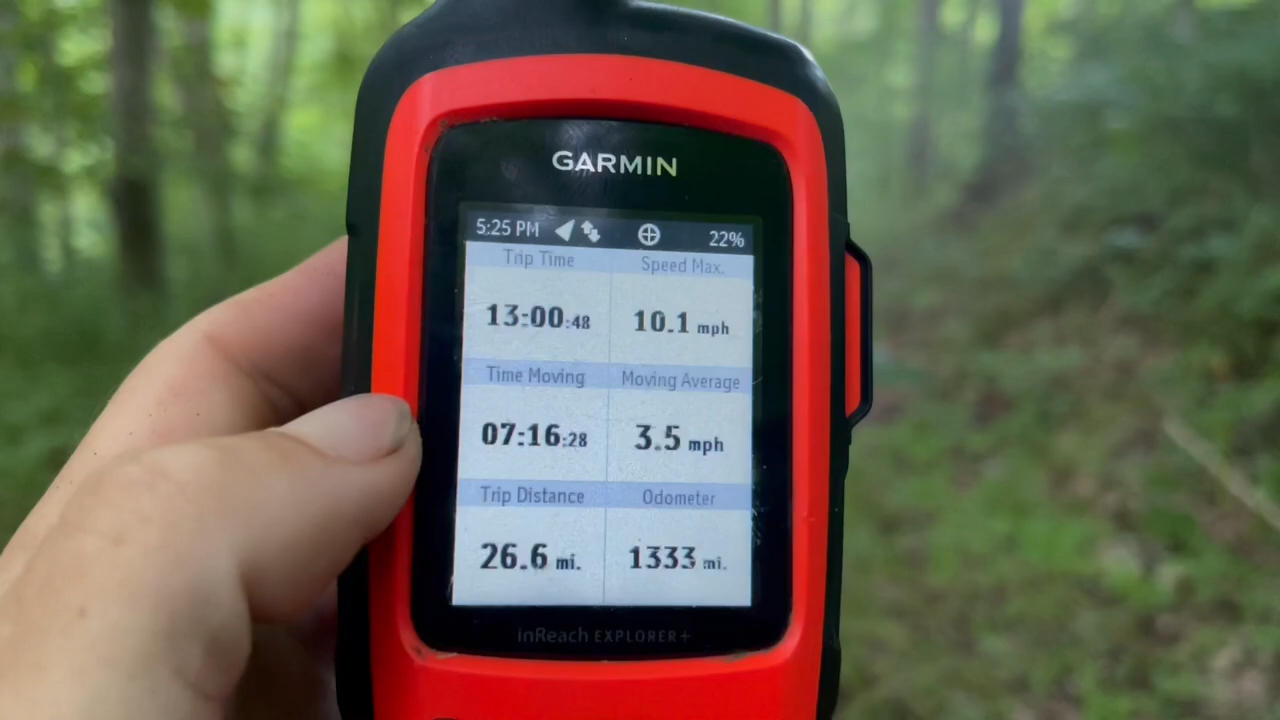 GARMIN
5:25 PM 22%
Trip Time Speed Max.
13:00:48 10.1 mph
Time Moving Moving Average
07:16:28 3.5 mph
Trip Distance Odometer
26.6 mi. 1333 mi.
inReach EXPLORER+